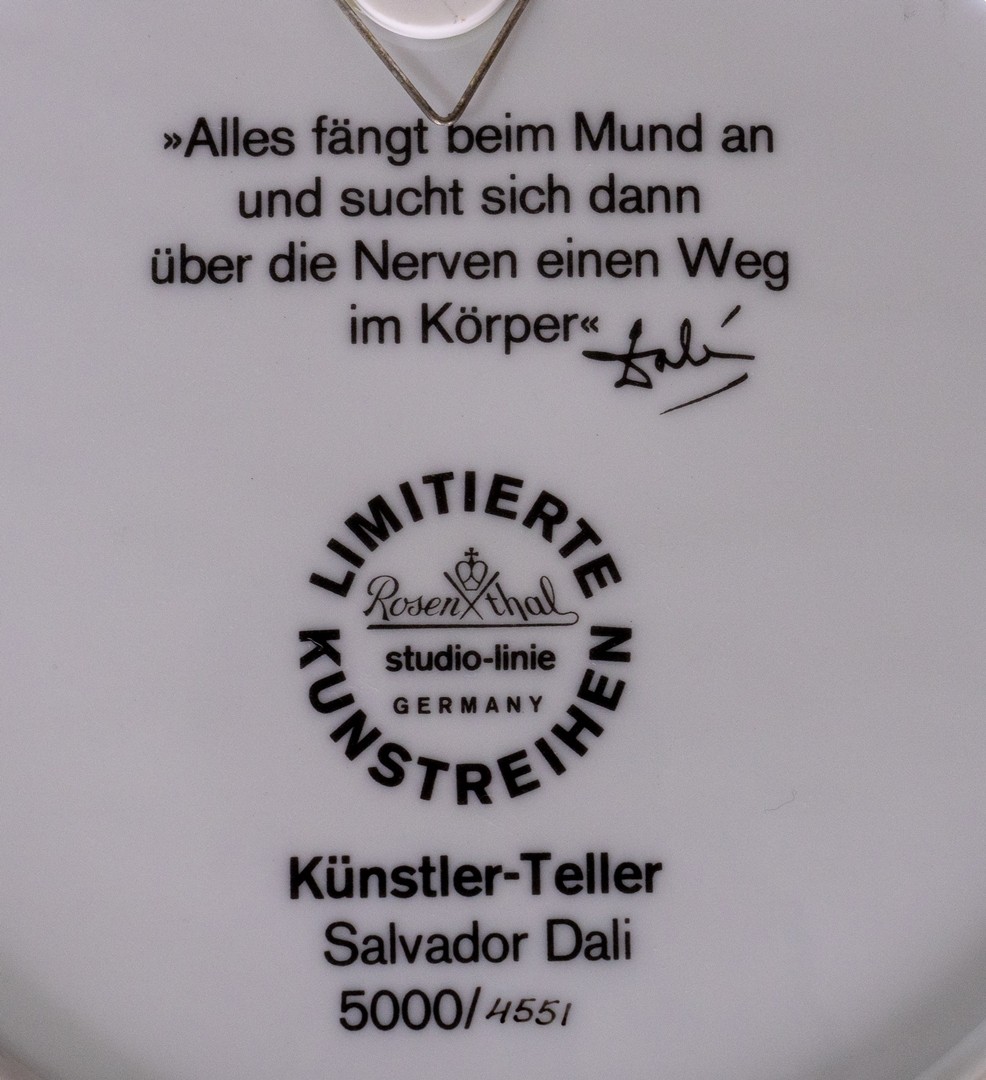 »Alles fängt beim Mund an
und sucht sich dann
über die Nerven einen Weg
im Körper«
Dalí
LIMITIERTE
Rosenthal
studio-linie
GERMANY
KUNSTREIHEN
Künstler-Teller
Salvador Dali
5000/4551